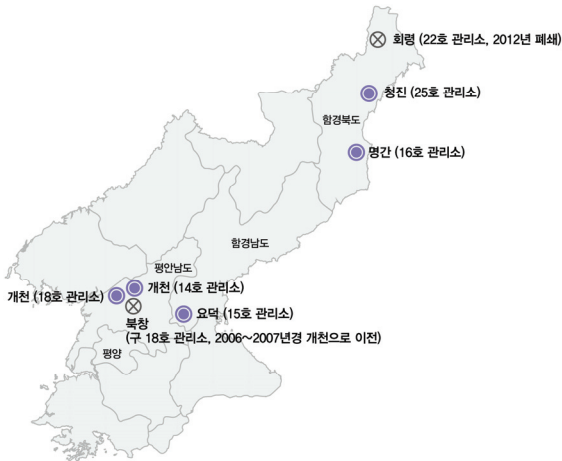 회령 (22호 관리소, 2012년 폐쇄)
청진 (25호 관리소)
함경북도
명간 (16호 관리소)
함경남도
평안남도
개천 (14호 관리소)
개천 (18호 관리소)
요덕 (15호 관리소)
북창
(구 18호 관리소, 2006～2007년경 개천으로 이전)
평양